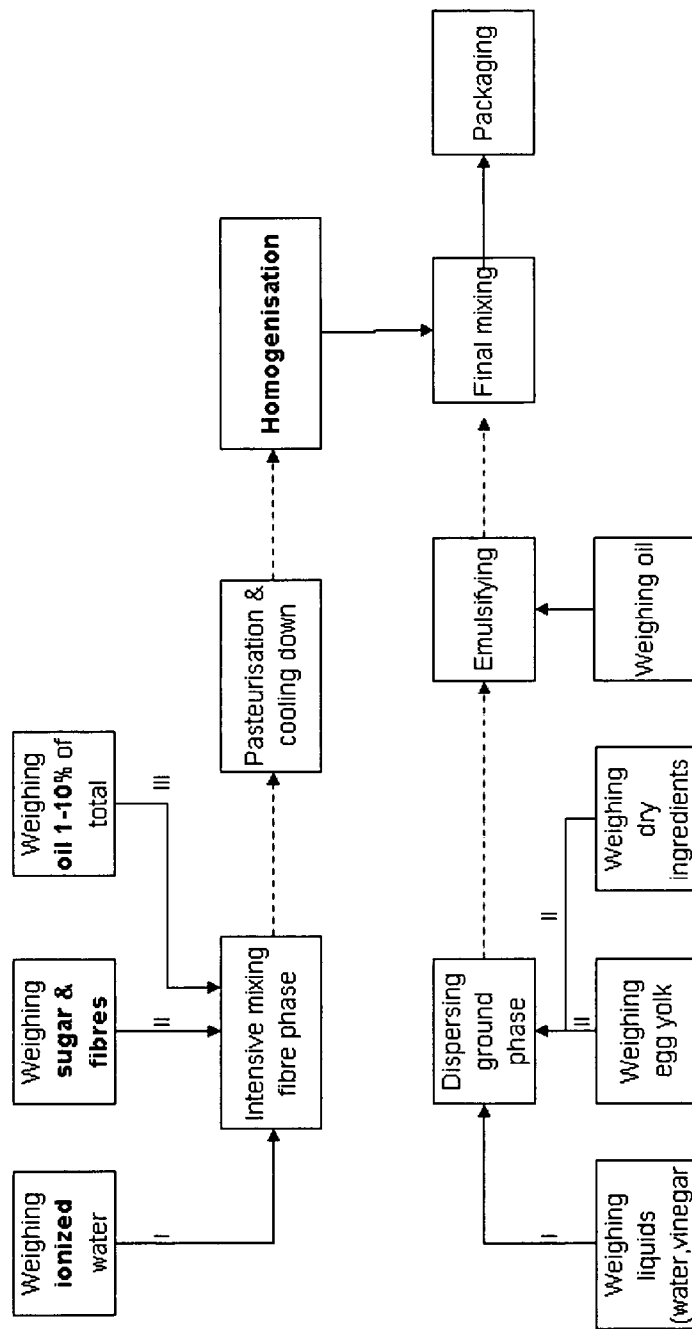 Weighing
ionized
water
I
Weighing
sugar &
fibres
II
Weighing
oil 1-10% of
total
III
Intensive mixing
fibre phase
Pasteurisation &
cooling down
Homogenisation
Dispersing
ground
phase
Emulsifying
Final mixing
Packaging
I
III
II
Weighing
liquids
(water,vinegar
Weighing
egg yolk
Weighing
dry
ingredients
Weighing oil